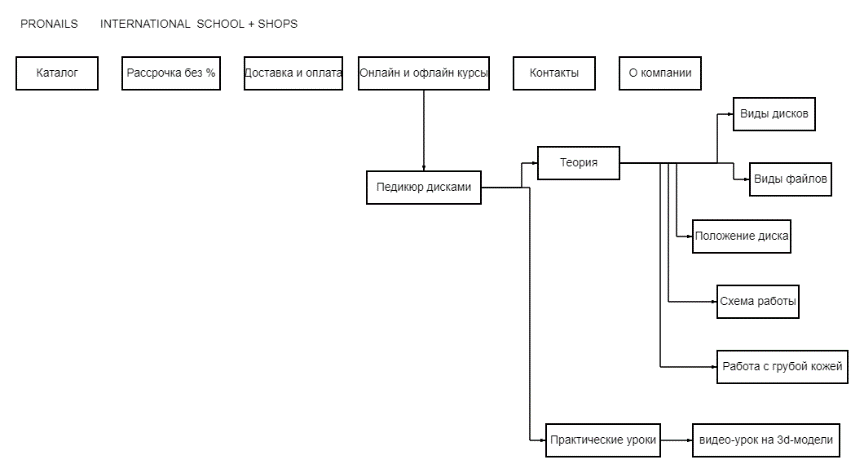 PRONAILS INTERNATIONAL SCHOOL + SHOPS
Каталог
Рассрочка без %
Доставка и оплата
Онлайн и офлайн курсы
Контакты
О компании
Виды дисков
Теория
Виды файлов
Педикюр дисками
Положение диска
Схема работы
Работа с грубой кожей
Практические уроки
видео-урок на 3d-модели